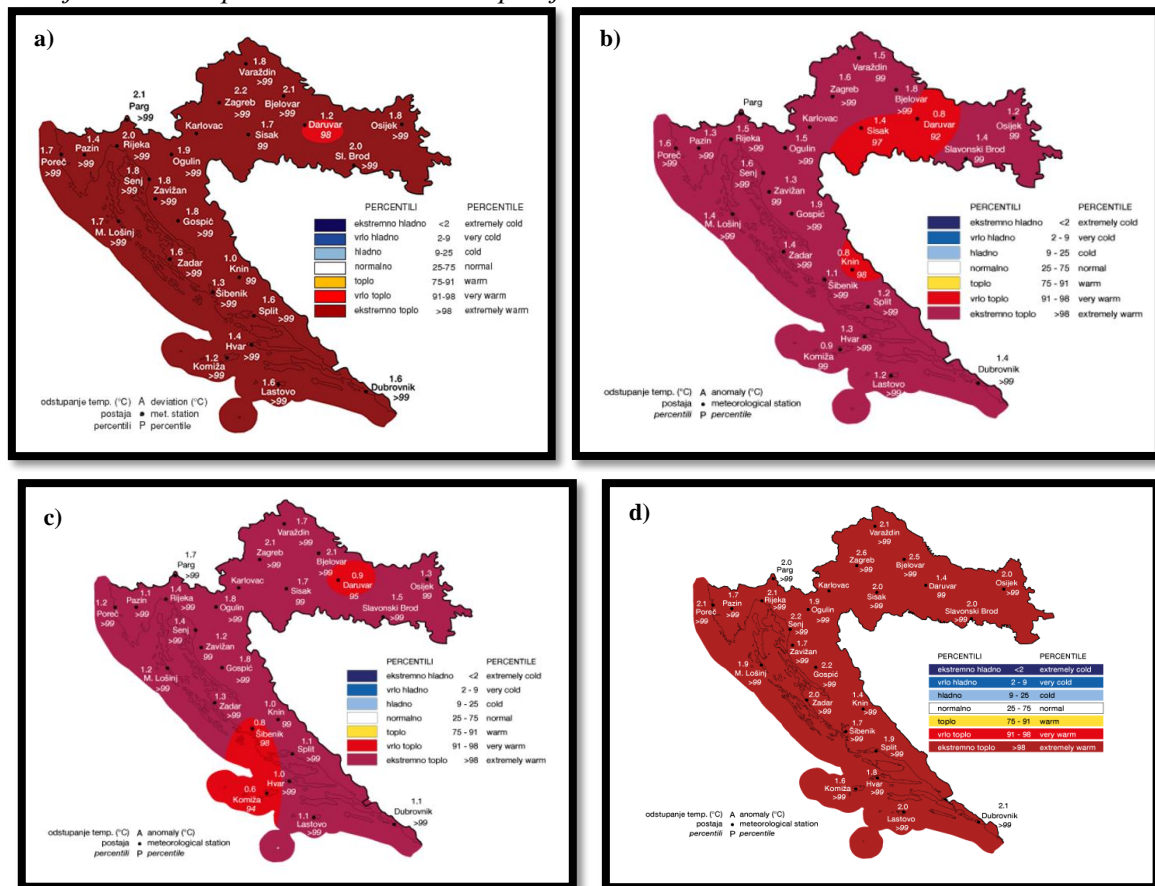 a)
1.8
Varaždin
>99
2.1
Parg
>99
2.2
Zagreb
>99
2.1
Bjelovar
>99
1.2
Daruvar
98
1.8
Osijek
>99
Karlovac
1.7
Sisak
99
2.0
Sl. Brod
>99
1.7
Poreč
>99
1.4
Pazin
>99
2.0
Rijeka
>99
1.9
Ogulin
>99
1.8
Senj
>99
1.8
Zavižan
>99
1.8
Gospić
>99
1.7
M. Lošinj
>99
1.6
Zadar
>99
1.0
Knin
99
1.3
Šibenik
>99
1.6
Split
>99
1.4
Hvar
>99
1.2
Komiža
>99
1.6
Lastovo
>99
1.6
Dubrovnik
>99
PERCENTILI PERCENTILE
ekstremno hladno <2 extremely cold
vrlo hladno 2-9 very cold
hladno 9-25 cold
normalno 25-75 normal
toplo 75-91 warm
vrlo toplo 91-98 very warm
ekstremno toplo >98 extremely warm
odstupanje temp. (°C) A deviation (°C)
postaja ● met. station
percentili P percentile
b)
1.5
Varaždin
99
Parg
1.6
Zagreb
>99
1.8
Bjelovar
>99
0.8
Daruvar
92
1.2
Osijek
99
Karlovac
1.4
Sisak
97
1.4
Slavonski Brod
99
1.6
Poreč
>99
1.3
Pazin
>99
1.5
Rijeka
>99
1.5
Ogulin
>99
1.6
Senj
>99
1.3
Zavižan
>99
1.9
Gospić
>99
1.4
M. Lošinj
>99
1.4
Zadar
>99
0.8
Knin
98
1.1
Šibenik
>99
1.2
Split
>99
1.3
Hvar
>99
0.9
Komiža
99
1.2
Lastovo
>99
1.4
Dubrovnik
>99
PERCENTILI PERCENTILE
ekstremno hladno <2 extremely cold
vrlo hladno 2 - 9 very cold
hladno 9 - 25 cold
normalno 25 - 75 normal
toplo 75 - 91 warm
vrlo toplo 91 - 98 very warm
ekstremno toplo >98 extremely warm
odstupanje temp. (°C) A anomaly (°C)
postaja ● meteorological station
percentili P percentile
c)
1.7
Varaždin
>99
1.7
Parg
>99
2.1
Zagreb
>99
2.1
Bjelovar
>99
0.9
Daruvar
95
1.3
Osijek
99
Karlovac
1.7
Sisak
99
1.5
Slavonski Brod
>99
1.2
Poreč
>99
1.1
Pazin
>99
1.4
Rijeka
>99
1.8
Ogulin
>99
1.4
Senj
>99
1.2
Zavižan
99
1.8
Gospić
>99
1.2
M. Lošinj
>99
1.3
Zadar
>99
1.0
Knin
99
0.8
Šibenik
98
1.1
Split
>99
1.0
Hvar
>99
0.6
Komiža
94
1.1
Lastovo
>99
1.1
Dubrovnik
>99
PERCENTILI PERCENTILE
ekstremno hladno <2 extremely cold
vrlo hladno 2 - 9 very cold
hladno 9 - 25 cold
normalno 25 - 75 normal
toplo 75 - 91 warm
vrlo toplo 91 - 98 very warm
ekstremno toplo >98 extremely warm
odstupanje temp. (°C) A anomaly (°C)
postaja ● meteorological station
percentili P percentile
d)
2.1
Varaždin
>99
2.0
Parg
>99
2.6
Zagreb
>99
2.5
Bjelovar
>99
1.4
Daruvar
>99
2.0
Osijek
>99
Karlovac
2.0
Sisak
>99
2.0
Slavonski Brod
>99
2.1
Poreč
>99
1.7
Pazin
>99
2.1
Rijeka
>99
1.9
Ogulin
>99
2.2
Senj
>99
1.7
Zavižan
>99
2.2
Gospić
>99
1.9
M. Lošinj
>99
2.0
Zadar
>99
1.4
Knin
>99
1.7
Šibenik
>99
1.9
Split
>99
1.8
Hvar
>99
1.6
Komiža
>99
2.0
Lastovo
>99
2.1
Dubrovnik
>99
PERCENTILI PERCENTILE
ekstremno hladno <2 extremely cold
vrlo hladno 2 - 9 very cold
hladno 9 - 25 cold
normalno 25 - 75 normal
toplo 75 - 91 warm
vrlo toplo 91 - 98 very warm
ekstremno toplo >98 extremely warm
odstupanje temp. (°C) A anomaly (°C)
postaja ● meteorological station
percentili P percentile